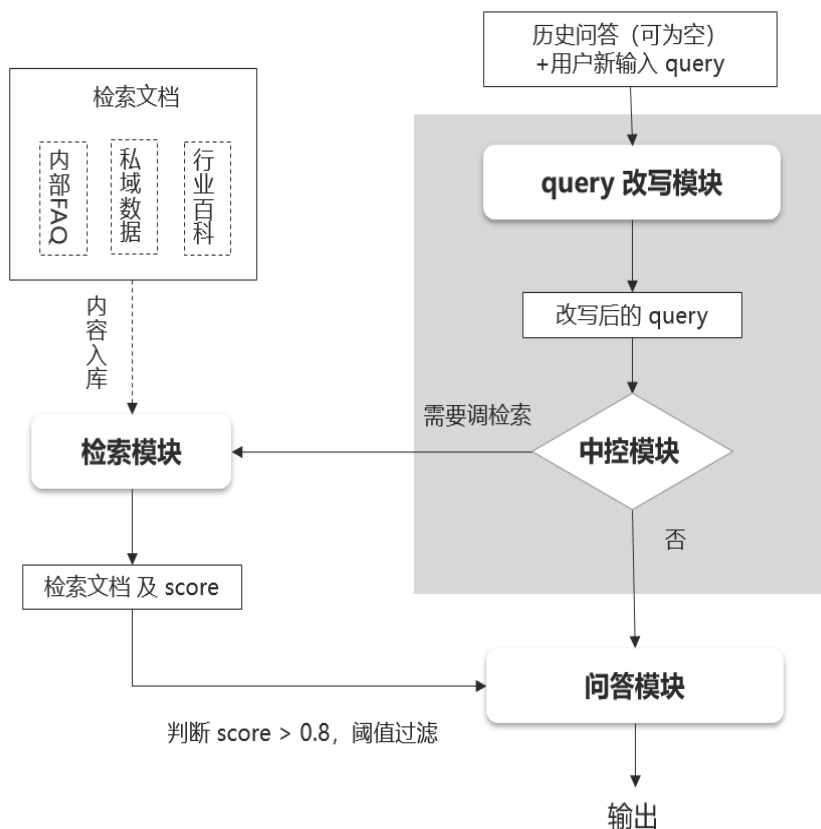 历史问答（可为空）
+用户新输入 query
检索文档
内部FAQ
私域数据
行业百科
query 改写模块
内容入库
改写后的 query
需要调检索
检索模块
中控模块
否
检索文档 及 score
问答模块
判断 score > 0.8，阈值过滤
输出